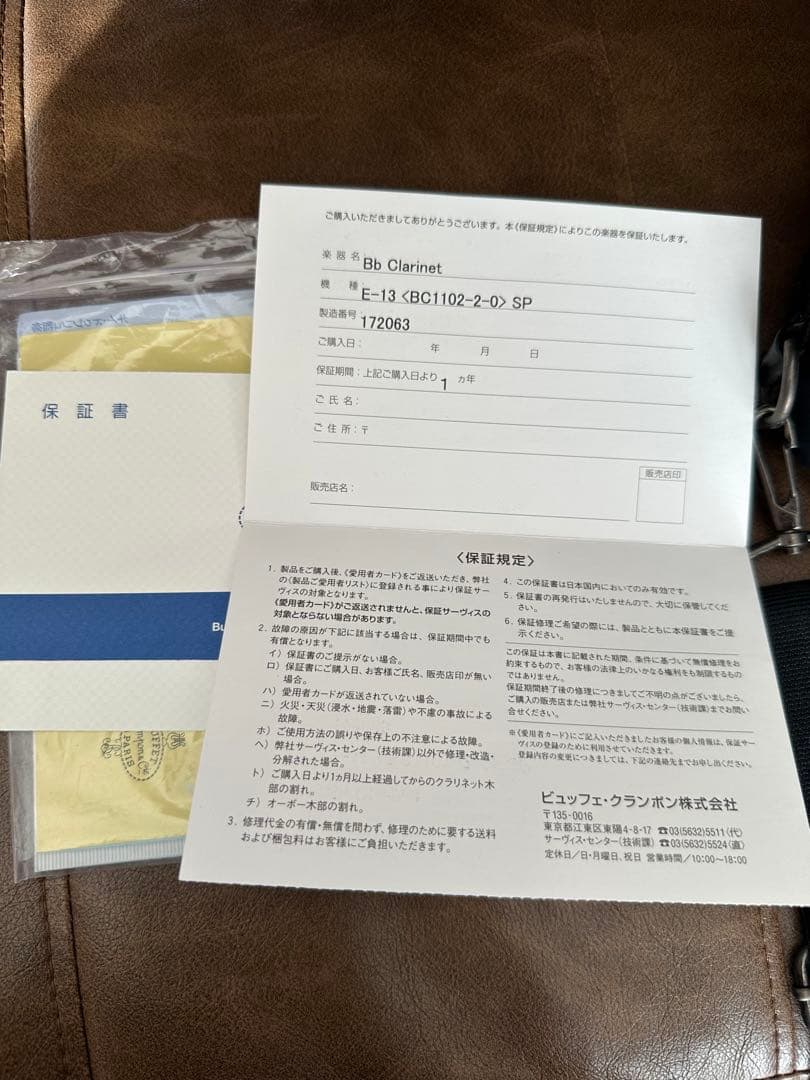 ご購入いただきましてありがとうございます。本《保証規定》によりこの楽器を保証いたします。
楽器名 Bb Clarinet
機種 E-13 <BC1102-2-0> SP
製造番号 172063
ご購入日： 年 月 日
保証期間：上記ご購入日より 1 ヵ年
ご氏名：
ご住所：〒
販売店名：
販売店印
保証書
Bu
〈保証規定〉
1. 製品をご購入後、《愛用者カード》をご返送いただき、弊社
の〈製品ご愛用者リスト〉に登録される事により保証サー
ヴィスの対象となります。
《愛用者カード》がご返送されませんと、保証サーヴィスの
対象とならない場合があります。
2. 故障の原因が下記に該当する場合は、保証期間中でも
有償となります。
イ）保証書のご提示がない場合。
ロ）保証書にご購入日、お客様ご氏名、販売店印が無い
場合。
ハ）愛用者カードが返送されていない場合。
ニ）火災・天災（浸水・地震・落雷）や不慮の事故による
故障。
ホ）ご使用方法の誤りや保存上の不注意による故障。
ヘ）弊社サーヴィス・センター（技術課）以外で修理・改造・
分解された場合。
ト）ご購入日より1ヵ月以上経過してからのクラリネット木
部の割れ。
チ）オーボー木部の割れ。
3. 修理代金の有償・無償を問わず、修理のために要する送料
および梱包料はお客様にご負担いただきます。
4. この保証書は日本国内においてのみ有効です。
5. 保証書の再発行はいたしませんので、大切に保管してくだ
さい。
6. 保証修理ご希望の際には、製品とともに本保証書をご提
示ください。
この保証は本書に記載された期間、条件に基づいて無償修理をお
約束するもので、お客様の法律上のいかなる権利をも制限するもの
ではありません。
保証期間終了後の修理につきましてご不明の点がございましたら、
ご購入の販売店または弊社サーヴィス・センター（技術課）までお問い
合せください。
※《愛用者カード》にご記入いただきましたお客様の個人情報は、保証サー
ヴィスの登録のために利用させていただきます。
登録内容の変更につきましては、下記の連絡先までお申し出ください。
ビュッフェ・クランポン株式会社
〒135-0016
東京都江東区東陽4-8-17 ☎03(5632)5511(代)
サーヴィス・センター（技術課）☎03(5632)5524(直)
定休日／日・月曜日、祝日 営業時間／10:00〜18:00
PARIS